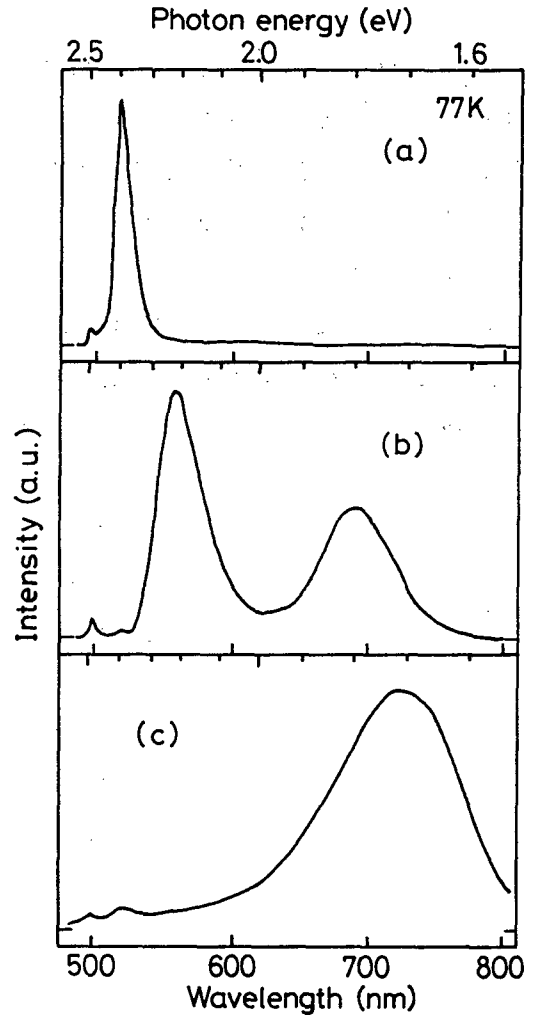 Photon energy (eV)
2.5 2.0 1.6
77K
(a)
(b)
Intensity (a.u.)
(c)
500 600 700 800
Wavelength (nm)